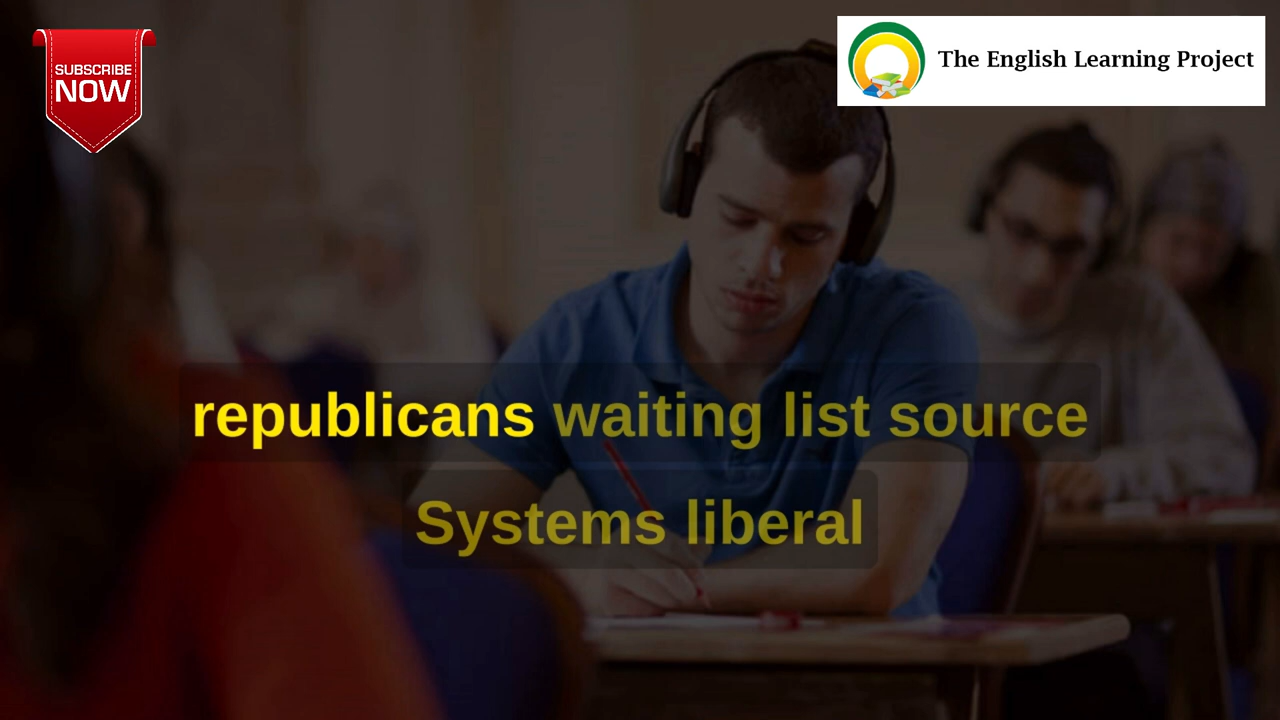 SUBSCRIBE
NOW
The English Learning Project
republicans waiting list source
Systems liberal